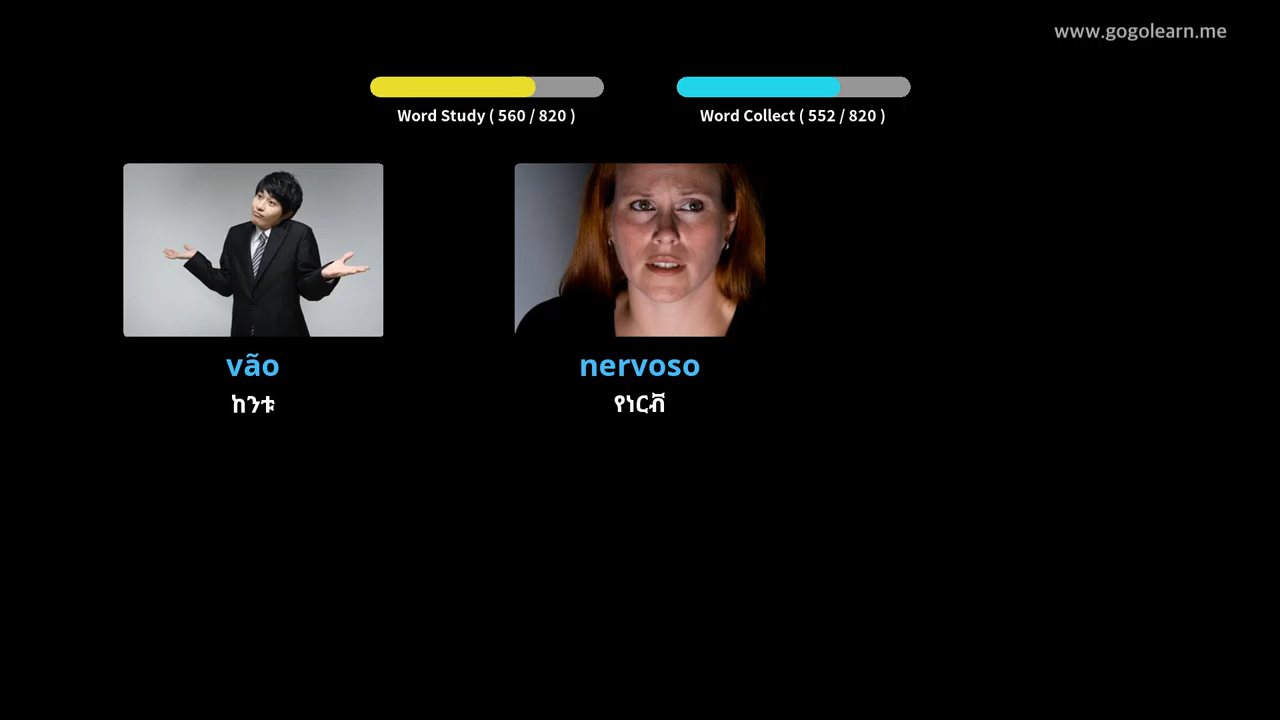 www.gogolearn.me
Word Study ( 560 / 820 )
Word Collect ( 552 / 820 )
vão
ከንቱ
nervoso
የነርቭ